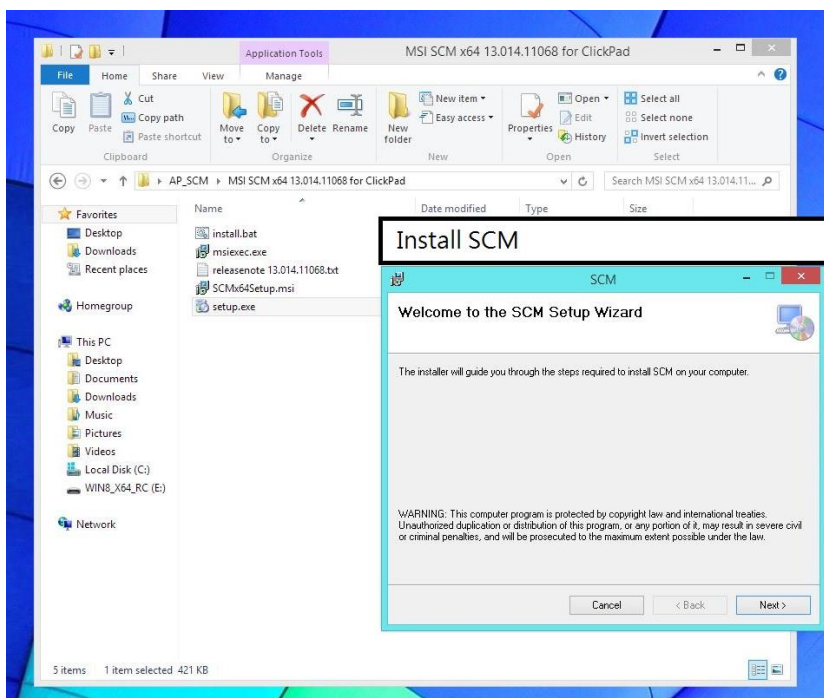 Application Tools
MSI SCM x64 13.014.11068 for ClickPad
File Home Share View Manage
Copy
Paste
Cut
Copy path
Paste shortcut
Move to
Copy to
Delete
Rename
New folder
New item
Easy access
Properties
Open
Edit
History
Select all
Select none
Invert selection
Clipboard Organize New Open Select
AP_SCM MSI SCM x64 13.014.11068 for ClickPad
Search MSI SCM x64 13.014.11...
Favorites
Desktop
Downloads
Recent places
Homegroup
This PC
Desktop
Documents
Downloads
Music
Pictures
Videos
Local Disk (C:)
WIN8_X64_RC (E:)
Network
Name Date modified Type Size
install.bat
msiexec.exe
releasenote 13.014.11068.txt
SCMx64Setup.msi
setup.exe
Install SCM
SCM
Welcome to the SCM Setup Wizard
The installer will guide you through the steps required to install SCM on your computer.
WARNING: This computer program is protected by copyright law and international treaties.
Unauthorized duplication or distribution of this program, or any portion of it, may result in severe civil
or criminal penalties, and will be prosecuted to the maximum extent possible under the law.
Cancel < Back Next >
5 items 1 item selected 421 KB